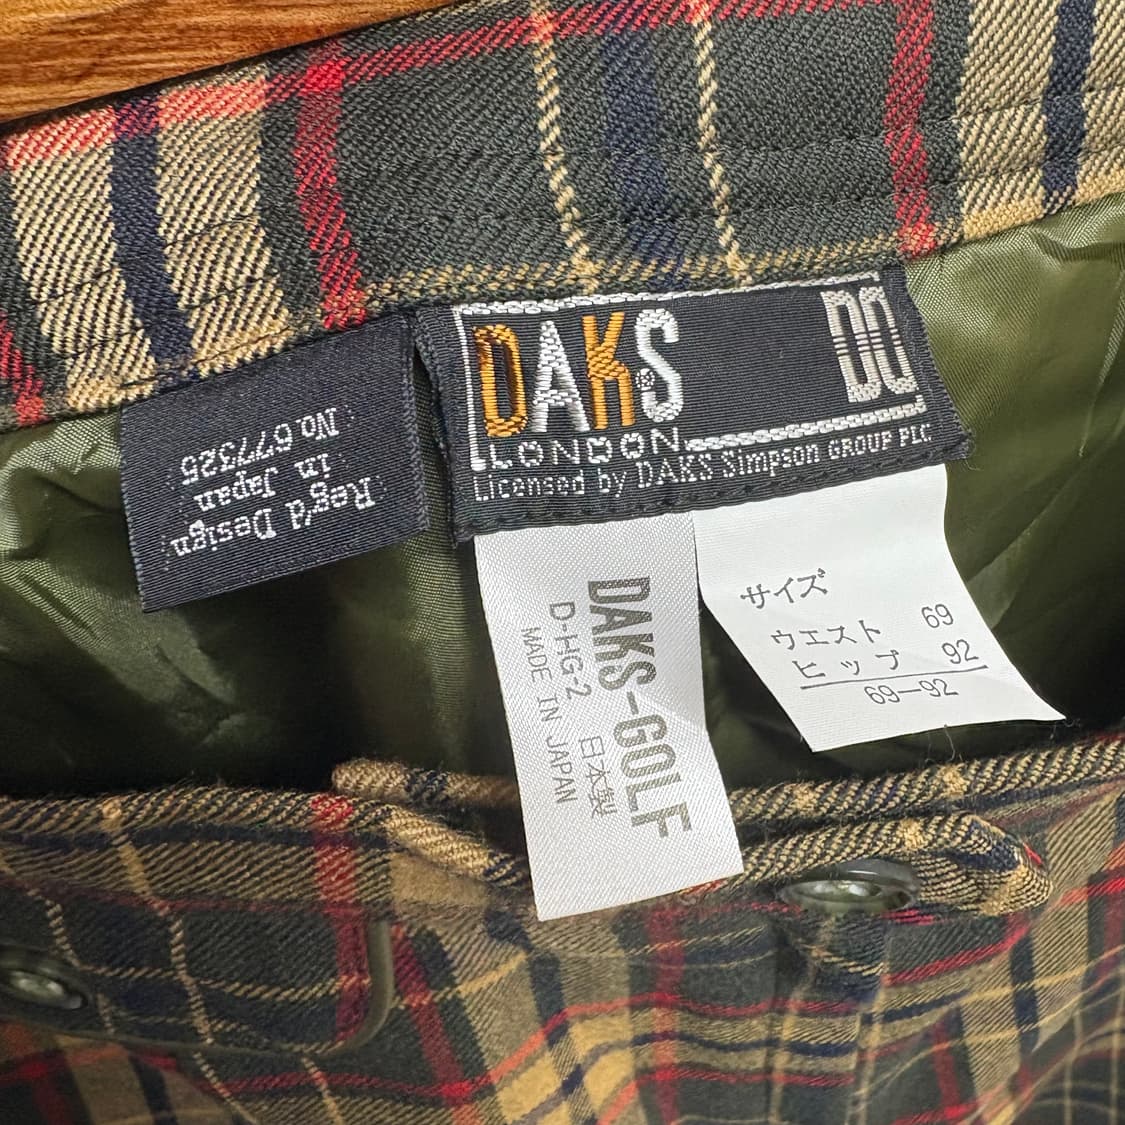 DAKS
LONDON
DD
Licensed by DAKS Simpson GROUP PLC
Reg'd Design
in Japan
No.677325
DAKS-GOLF
D-HG-2 日本製
MADE IN JAPAN
サイズ
ウエスト 69
ヒップ 92
69-92